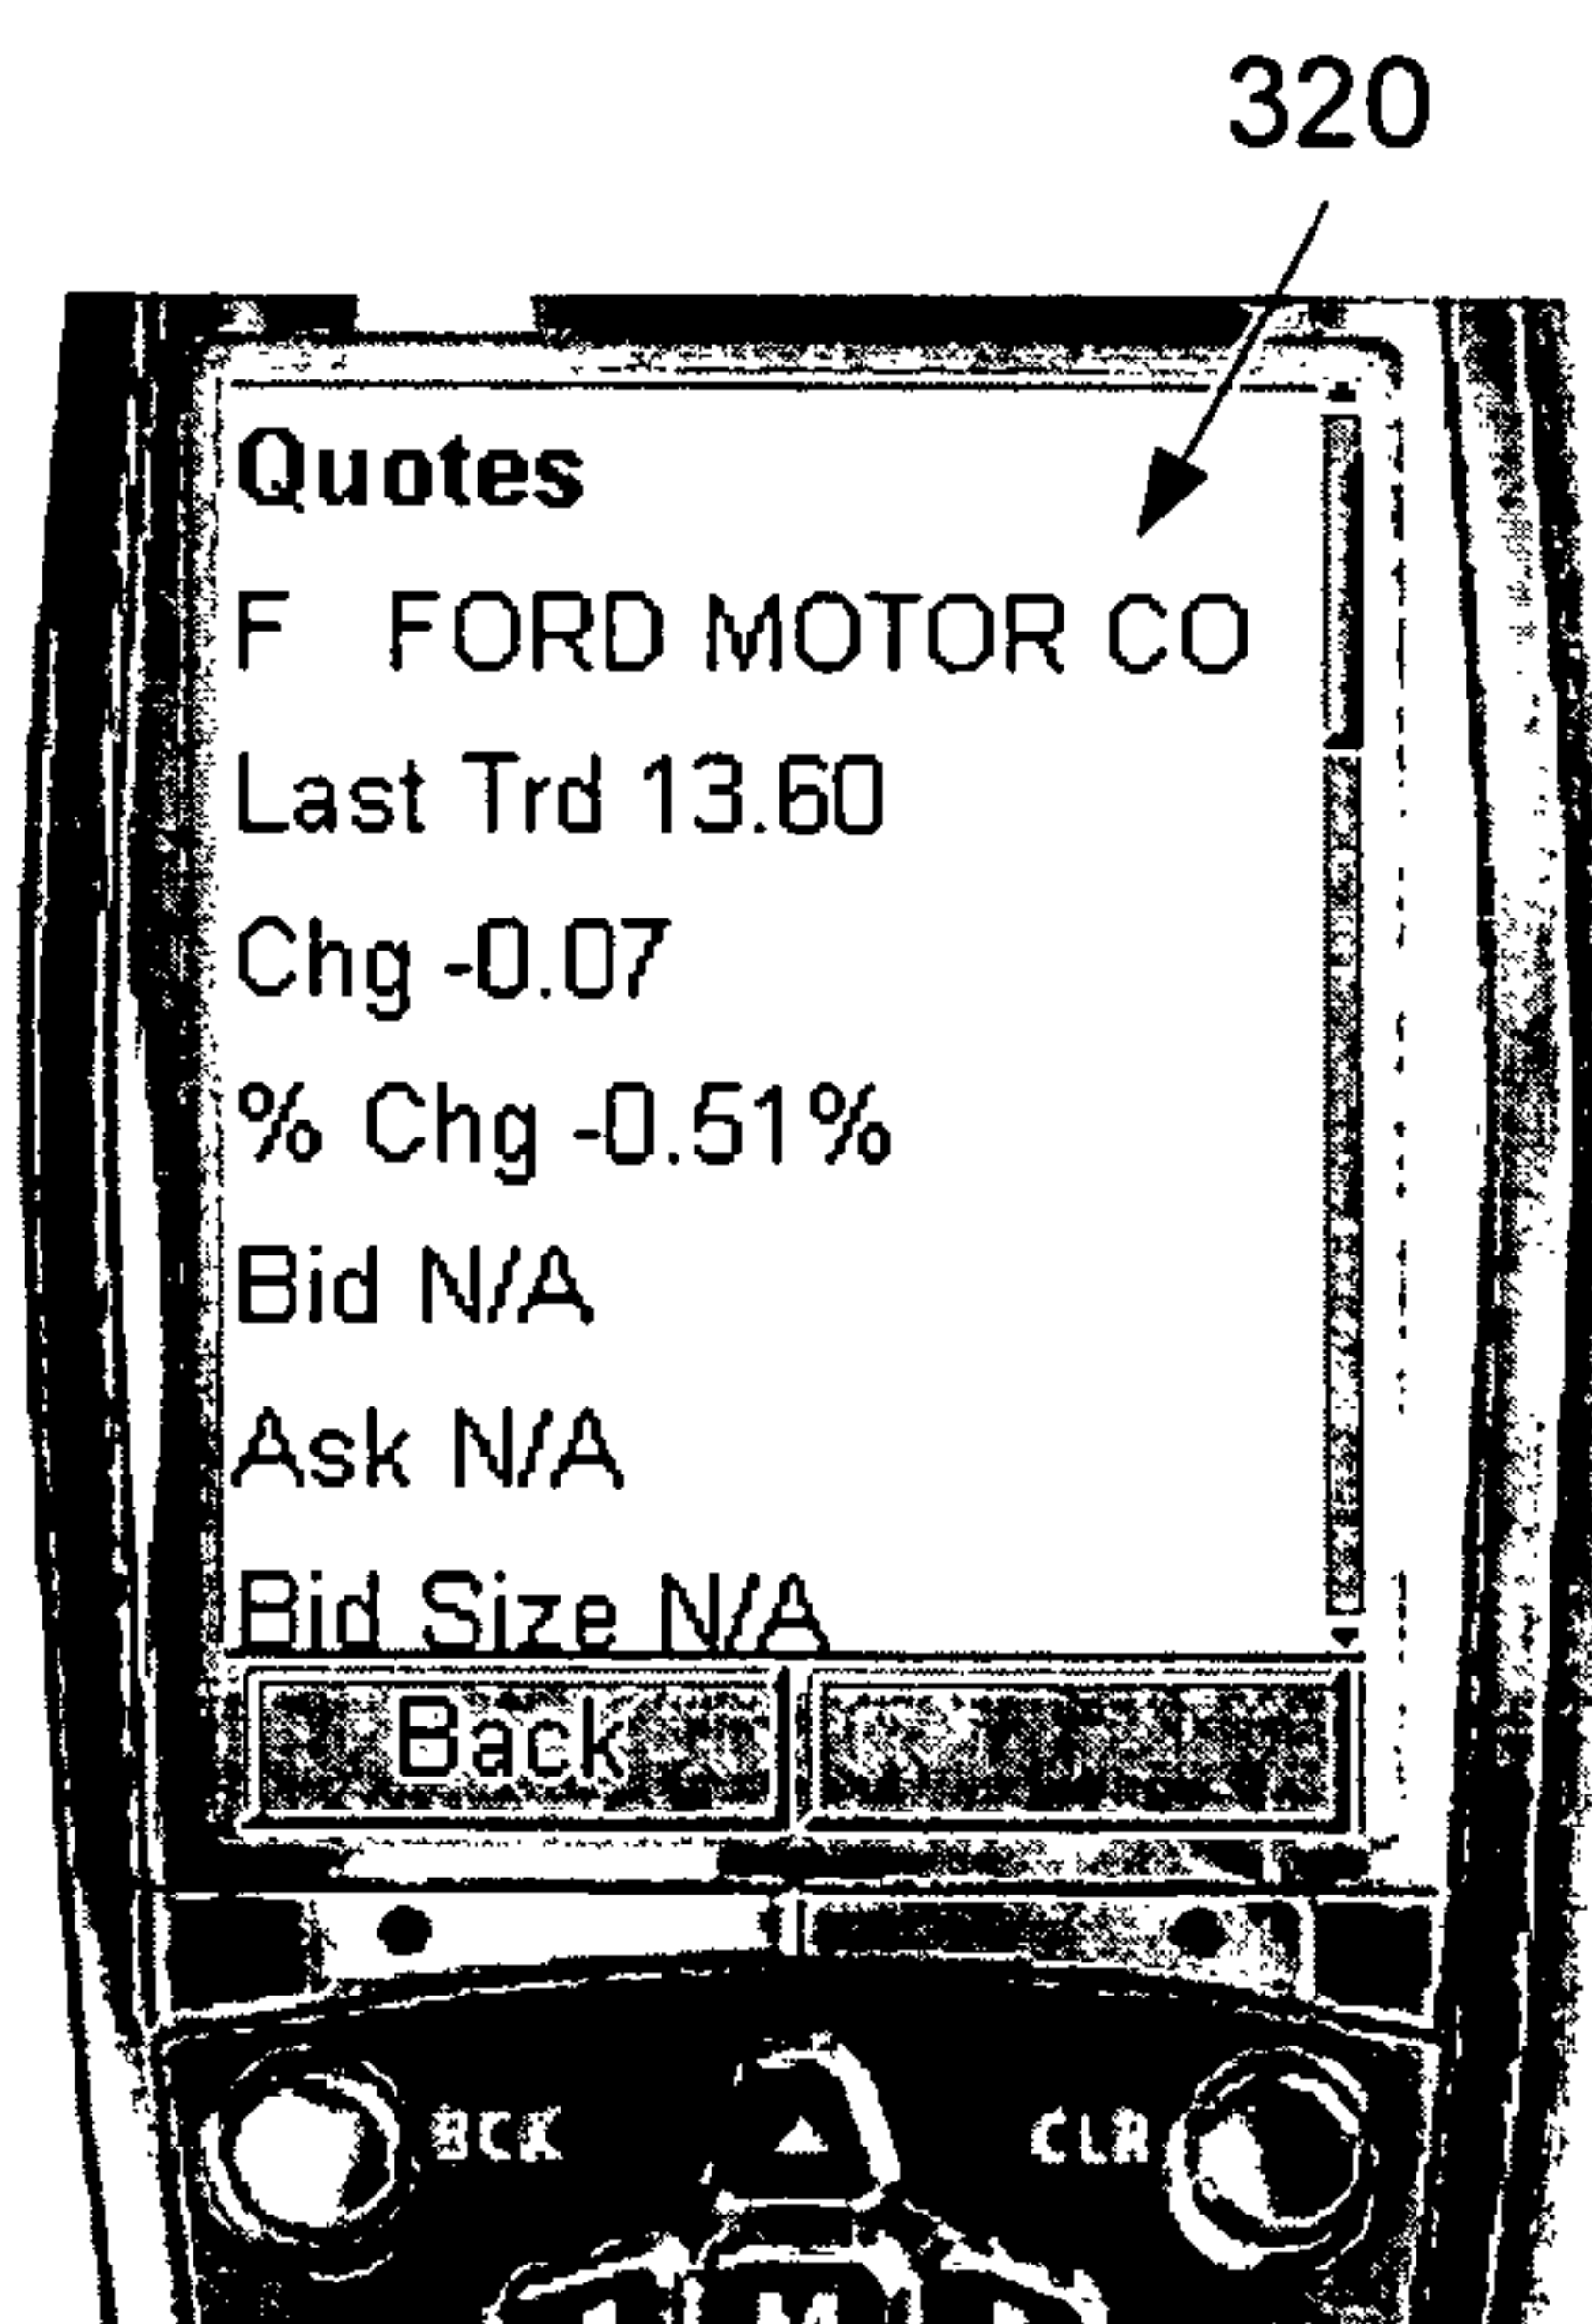 320
Quotes
F FORD MOTOR CO
Last Trd 13.60
Chg -0.07
% Chg -0.51%
Bid N/A
Ask N/A
Bid Size N/A
Back
BCK
CLR